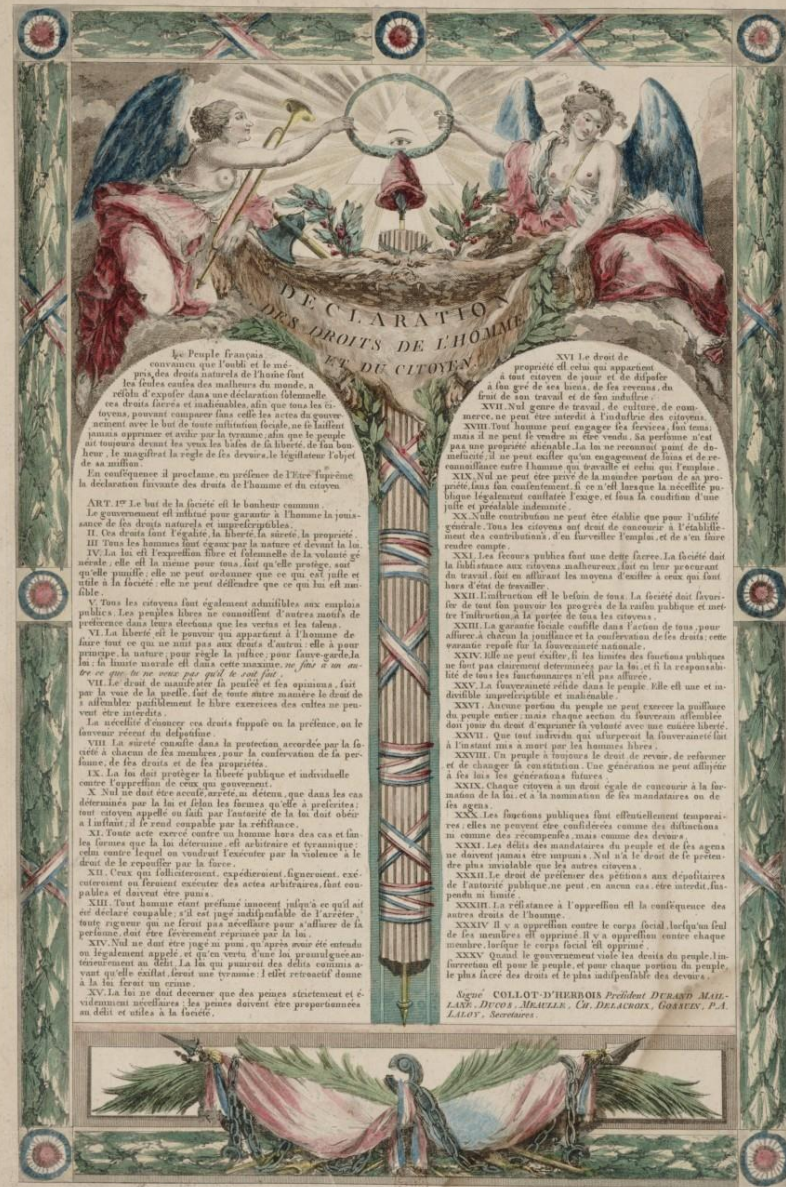 DECLARATION
DES DROITS DE L'HOMME
ET DU CITOYEN
Le Peuple français,
convaincu que l'oubli et le mé-
pris des droits naturels de l'home sont
les seules causes des malheurs du monde, a
résolu d'exposer dans une déclaration solemnelle
ces droits sacrés et inaliénables, afin que tous les ci-
toyens, pouvant comparer sans cesse les actes du gouver-
nement avec le but de toute institution sociale, ne se laissent
jamais opprimer et avilir par la tyrannie; afin que le peuple
ait toujours devant les yeux les bases de sa liberté, de son bon-
heur, le magistrat la règle de ses devoirs, le législateur l'objet
de sa mission.
En conséquence il proclame, en présence de l'Etre suprême
la déclaration suivante des droits de l'homme et du citoyen
ART. 1er Le but de la société est le bonheur commun.
Le gouvernement est institué pour garantir à l'homme la jouis-
sance de ses droits naturels et imprescriptibles.
II. Ces droits sont l'égalité, la liberté, la sûreté, la propriété.
III Tous les hommes sont égaux par la nature et devant la loi.
IV. La loi est l'expression libre et solemnelle de la volonté gé
nérale; elle est la même pour tous, soit qu'elle protège, soit
qu'elle punisse; elle ne peut ordonner que ce qui est juste et
utile à la société; elle ne peut déffendre que ce qui lui est nui
sible.
V. Tous les citoyens sont également admissibles aux emplois
publics. Les peuples libres ne connoissent d'autres motifs de
préférence dans leurs elections que les vertus et les talens.
VI. La liberté est le pouvoir qui appartient à l'homme de
faire tout ce qui ne nuit pas aux droits d'autrui; elle à pour
principe, la nature; pour règle la justice; pour sauve-garde, la
loi; sa limite morale est dans cette maxime, ne fais a un au-
tre ce que tu ne veux pas qu'il te soit fait.
VII. Le droit de manifester sa pensée et ses opinions, soit
par la voie de la presse, soit de toute autre manière le droit de
s'assembler paisiblement le libre exercices des cultes ne peu-
vent être interdits.
La nécessité d'énoncer ces droits suppose ou la présence, ou le
souvenir récent du despotisme.
VIII La sûreté consiste dans la protection accordée par la so-
ciété à chacun de ses membres, pour la conservation de sa per-
sonne, de ses droits et de ses propriétés.
IX. La loi doit protéger la liberté publique et individuelle
contre l'oppression de ceux qui gouvernent.
X Nul ne doit être accusé, arreté, ni détenu, que dans les cas
déterminés par la loi et selon les formes qu'elle à prescrites;
tout citoyen appellé ou saisi par l'autorité de la loi doit obéir
a l'instant; il se rend coupable par la résistance.
XI. Toute acte exercé contre un homme hors des cas et sans
les formes que la loi détermine, est arbitraire et tyrannique;
celui contre lequel on voudroit l'exécuter par la violence à le
droit de le repousser par la force.
XII. Ceux qui solliciteroient, expédieroient, signeroient, exé-
cuteroient ou feroient exécuter des actes arbitraires, sont cou-
pables et doivent être punis.
XIII. Tout homme étant présumé innocent jusqu'à ce qu'il ait
été déclaré coupable; s'il est jugé indispensable de l'arrêter,
toute rigueur qui ne seroit pas nécessaire pour s'assurer de sa
personne, doit être sévèrement réprimée par la loi.
XIV. Nul ne doit être jugé ni puni, qu'après avoir été entendu
ou légalement appelé, et qu'en vertu d'une loi promulguée an-
térieurement au délit. La loi qui puniroit des délits commis a-
vant qu'elle existat, seroit une tyrannie: l'effet retroactif donné
à la loi seroit un crime.
XV. La loi ne doit decerner que des peines strictement et é-
videmment nécessaires; les peines doivent être proportionnées
au délit et utiles à la société.
XVI Le droit de
propriété est celui qui appartient
à tout citoyen de jouir et de disposer
à son gré de ses biens, de ses revenus, du
fruit de son travail et de son industrie.
XVII. Nul genre de travail, de culture, de com-
merce, ne peut être interdit à l'industrie des citoyens.
XVIII. Tout homme peut engager ses services, son tems;
mais il ne peut se vendre ni être vendu. Sa personne n'est
pas une propriété alienable. La loi ne reconnoit point de do-
mesticité; il ne peut exister qu'un engagement de soins et de re-
connoissance entre l'homme qui travaille et celui qui l'emploie.
XIX. Nul ne peut être privé de la moindre portion de sa pro-
priété, sans son consentement, si ce n'est lorsque la nécessité pu-
blique légalement constatée l'exige, et sous la condition d'une
juste et préalable indemnité.
XX. Nulle contribution ne peut être établie que pour l'utilité
générale. Tous les citoyens ont droit de concourir à l'établisse-
ment des contributions, d'en surveiller l'emploi, et de s'en faire
rendre compte.
XXI. Les secours publics sont une dette sacrée. La société doit
la subsistance aux citoyens malheureux, soit en leur procurant
du travail, soit en assurant les moyens d'exister à ceux qui sont
hors d'état de travailler.
XXII. L'instruction est le besoin de tous. La société doit favori-
ser de tout son pouvoir les progrès de la raison publique et met-
tre l'instruction à la portée de tous les citoyens.
XXIII. La garantie sociale consiste dans l'action de tous, pour
assurer, à chacun la jouissance et la conservation de ses droits; cette
garantie repose sur la souveraineté nationale.
XXIV. Elle ne peut exister, si les limites des fonctions publiques
ne sont pas clairement determinées par la loi, et si la responsabi-
lité de tous les fonctionnaires n'est pas assurée.
XXV. La souveraineté réside dans le peuple. Elle est une et in-
divisible imprescriptible et inaliénable.
XXVI. Aucune portion du peuple ne peut exercer la puissance
du peuple entier; mais chaque section du souverain assemblée
doit jouir du droit d'exprimer sa volonté avec une entière liberté.
XXVII. Que tout individu qui usurperoit la souveraineté soit
à l'instant mis a mort par les hommes libres.
XXVIII. Un peuple à toujours le droit de revoir, de reformer
et de changer sa constitution. Une génération ne peut assujétir
à ses lois les générations futures.
XXIX. Chaque citoyen à un droit égale de concourir à la for-
mation de la loi, et a la nomination de ses mandataires ou de
ses agens.
XXX. Les fonctions publiques sont essentiellement temporai-
res; elles ne peuvent être considérées comme des distinctions
ni comme des récompenses, mais comme des devoirs.
XXXI. Les délits des mandataires du peuple et de ses agens
ne doivent jamais être impunis. Nul n'à le droit de se préten-
dre plus inviolable que les autres citoyens.
XXXII. Le droit de présenter des pétitions aux dépositaires
de l'autorité publique, ne peut, en aucun cas, être interdit, sus-
pendu ni limité.
XXXIII. La résistance à l'oppression est la conséquence des
autres droits de l'homme.
XXXIV Il y a oppression contre le corps social, lorsqu'un seul
de ses membres est opprimé. Il y a oppression contre chaque
membre, lorsque le corps social est opprimé.
XXXV Quand le gouvernement viole les droits du peuple, l'in-
surrection est pour le peuple, et pour chaque portion du peuple,
le plus sacré des droits et le plus indispensable des devoirs.
Signé COLLOT-D'HERBOIS Président DURAND MAIL-
LANE, DUCOS, MEAULLE, CH. DELACROIX, GOSSUIN, P.A.
LALOY, Secretaires.